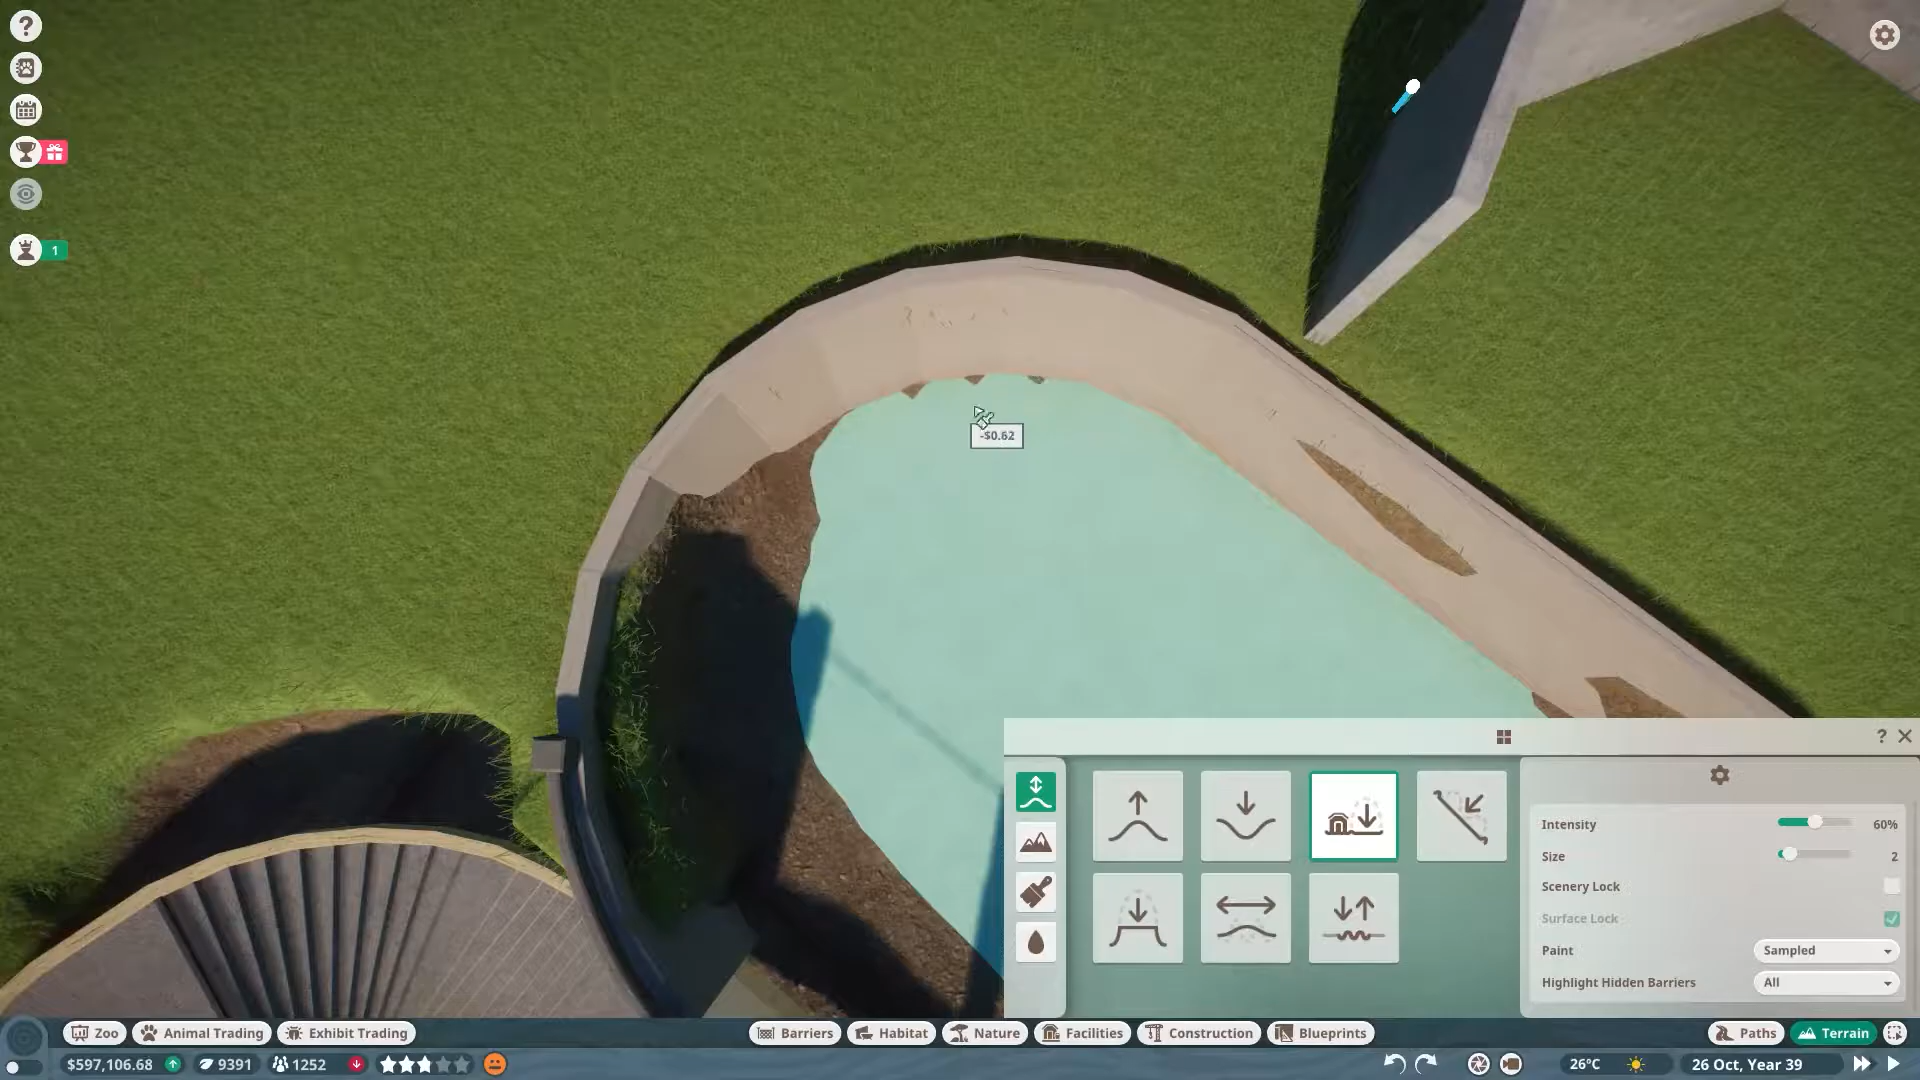 ?
1
-$0.62
?
Intensity 60%
Size 2
Scenery Lock
Surface Lock
Paint Sampled
Highlight Hidden Barriers All
Zoo Animal Trading Exhibit Trading Barriers Habitat Nature Facilities Construction Blueprints Paths Terrain
$597,106.68 9391 1252 26°C 26 Oct, Year 39